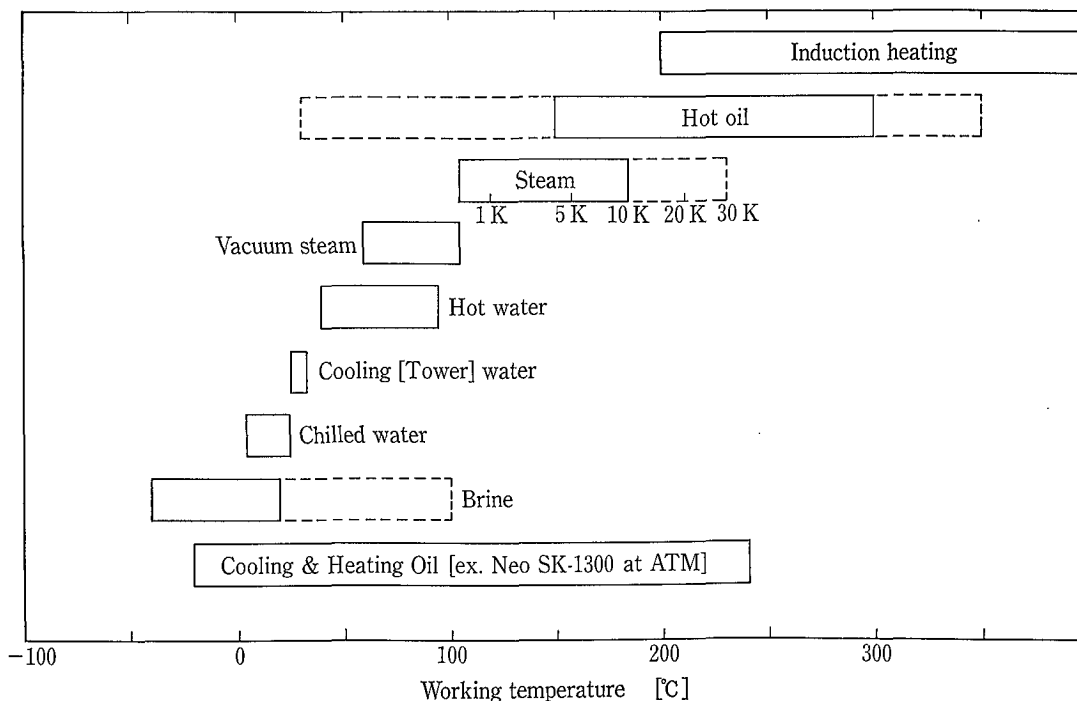 Induction heating
Hot oil
Steam
1 K 5 K 10 K 20 K 30 K
Vacuum steam
Hot water
Cooling [Tower] water
Chilled water
Brine
Cooling & Heating Oil [ex. Neo SK-1300 at ATM]
−100 0 100 200 300
Working temperature [℃]